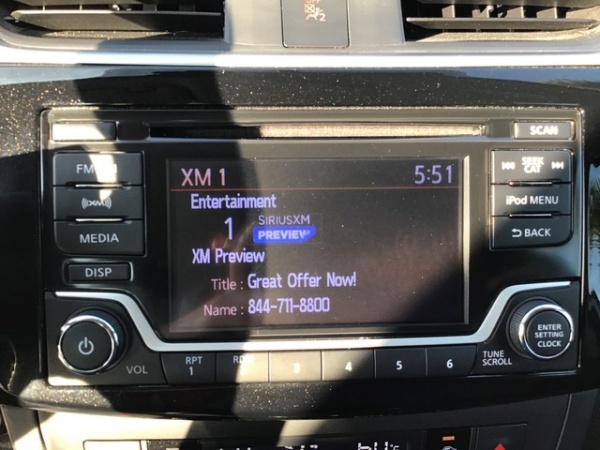 SCAN
FM
XM 1
5:51
SEEK
CAT
Entertainment
SIRIUSXM
1
PREVIEW
iPod MENU
MEDIA
BACK
XM Preview
DISP
Title : Great Offer Now!
Name : 844-711-8800
ENTER
SETTING
CLOCK
VOL
RPT
1
3
4
5
6
TUNE
SCROLL